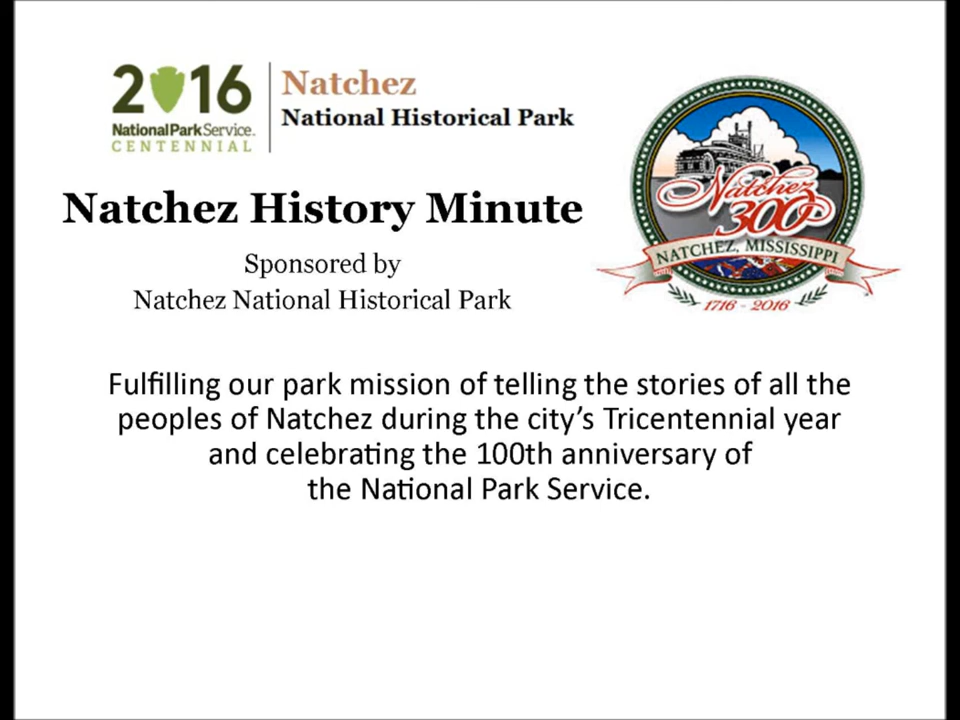 2016
National Park Service
CENTENNIAL
Natchez
National Historical Park
Natchez
300
NATCHEZ, MISSISSIPPI
1716 - 2016
Natchez History Minute
Sponsored by
Natchez National Historical Park
Fulfilling our park mission of telling the stories of all the
peoples of Natchez during the city’s Tricentennial year
and celebrating the 100th anniversary of
the National Park Service.